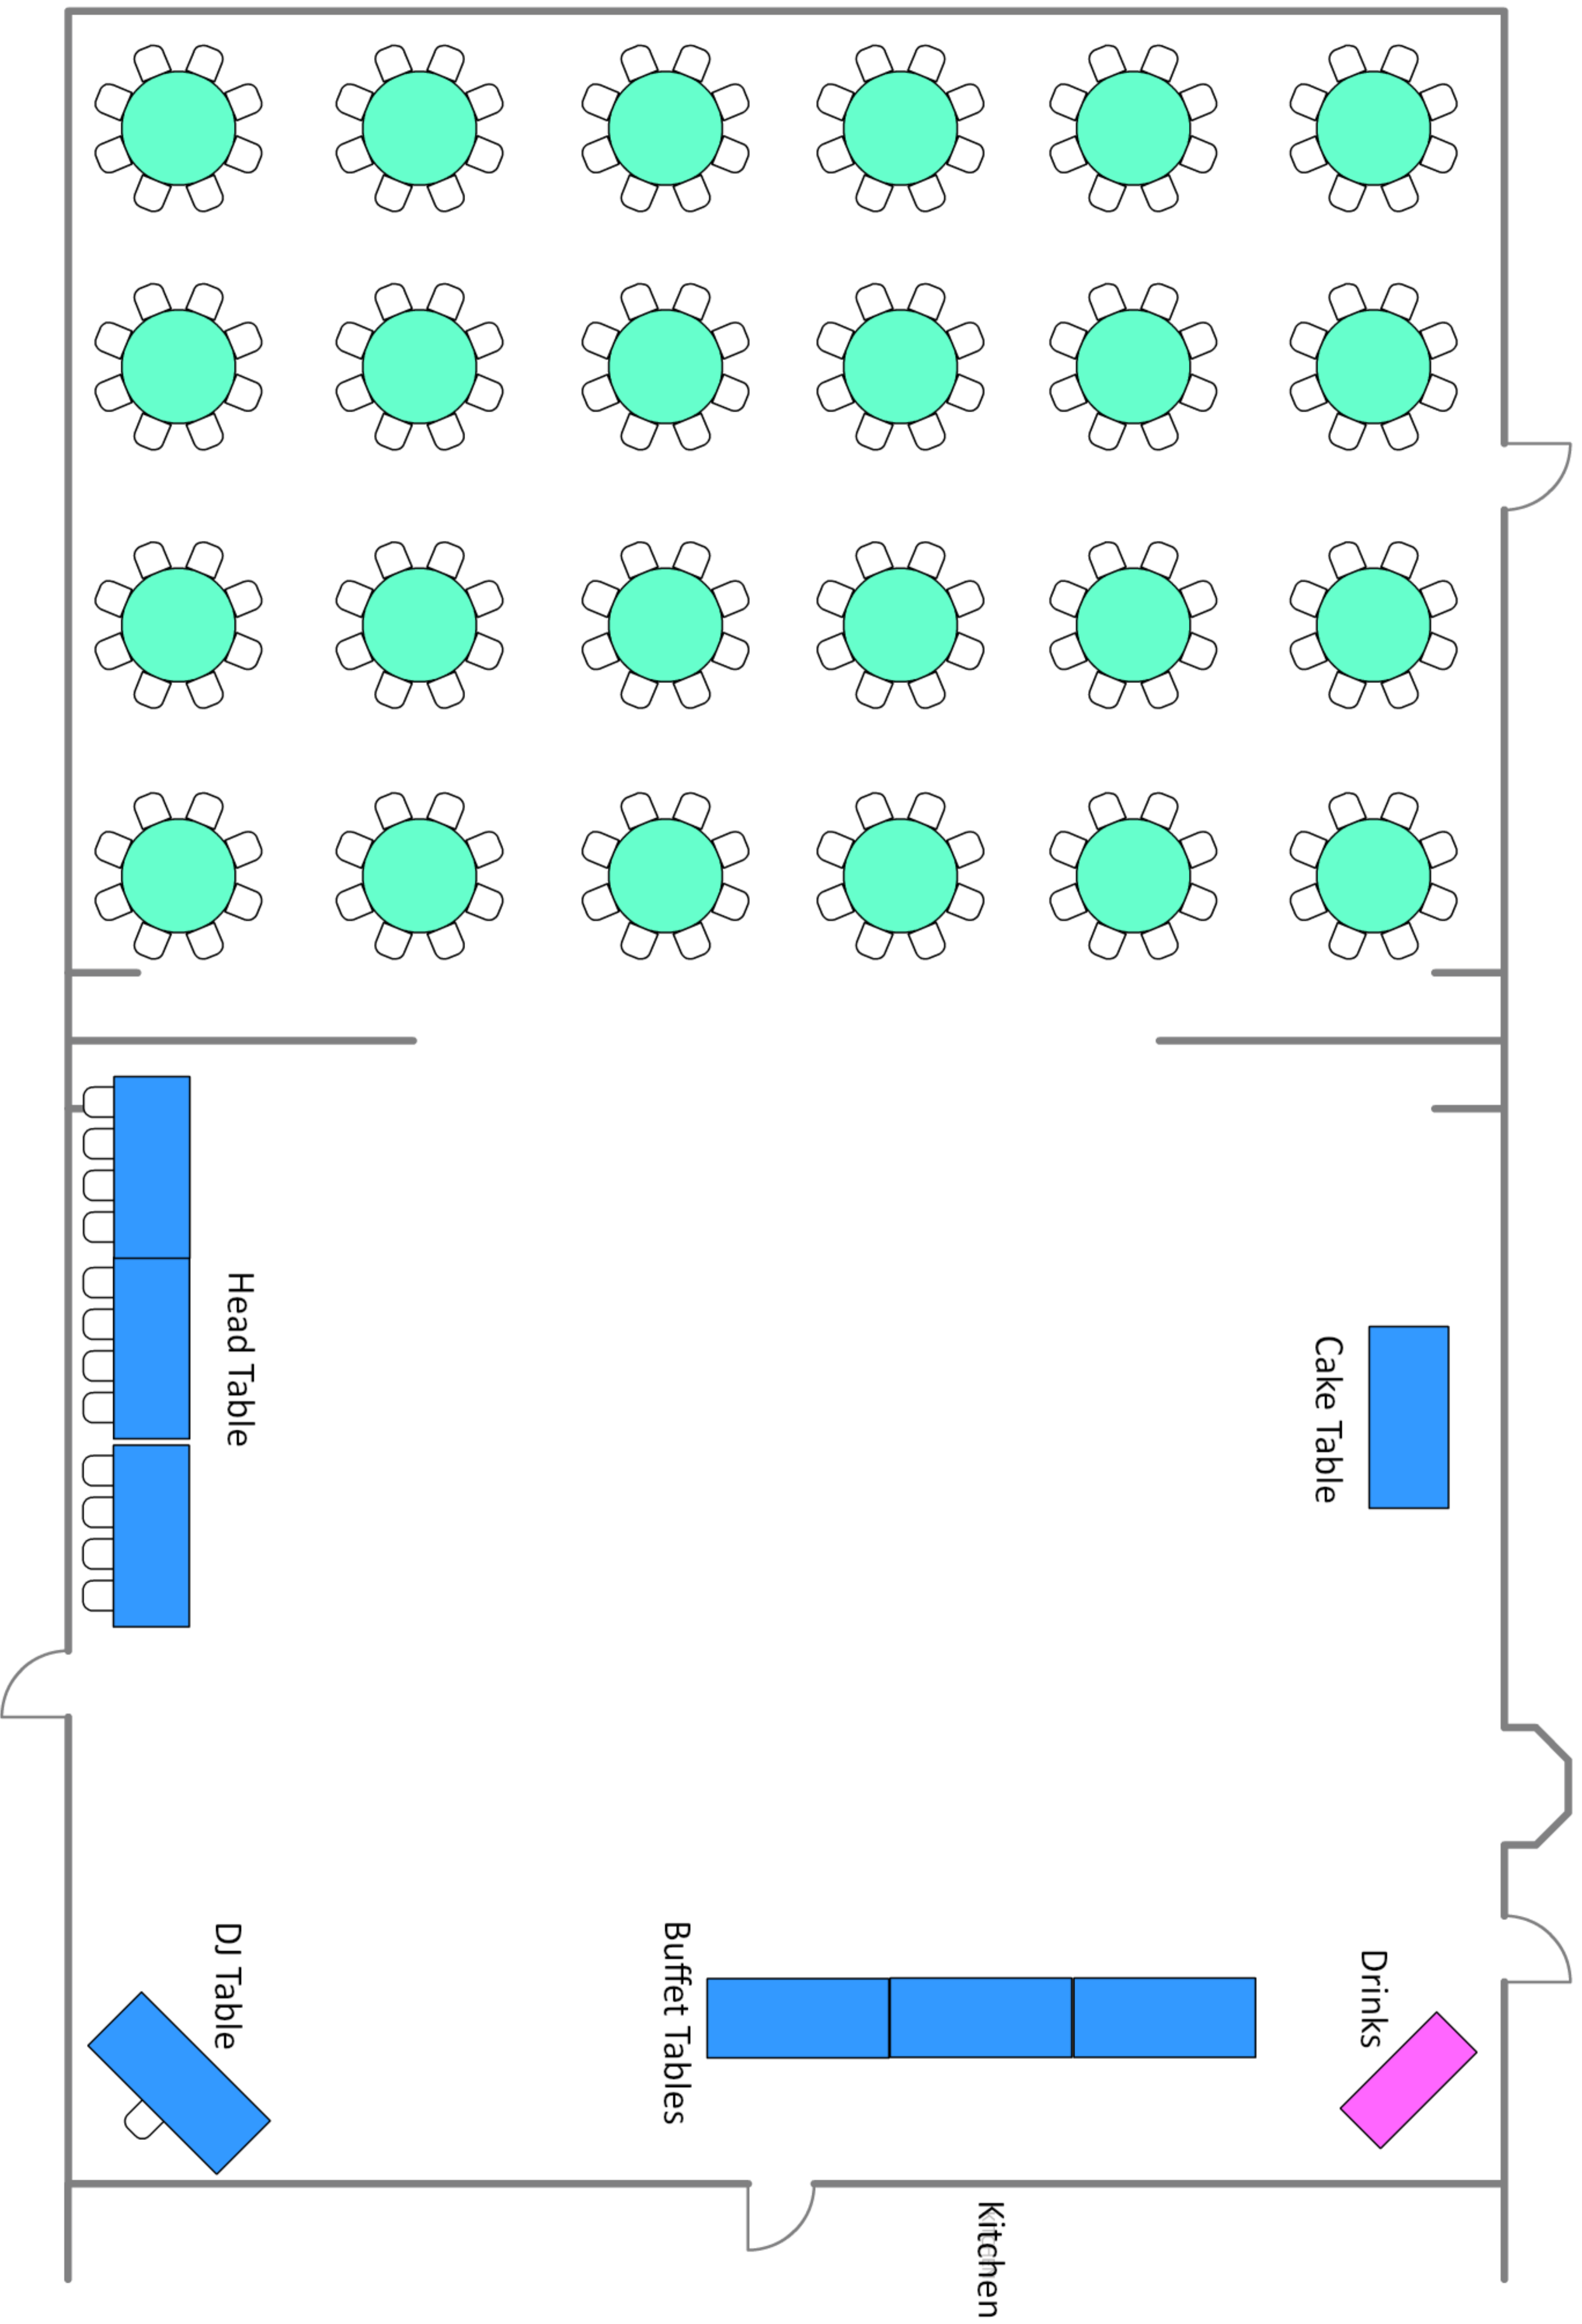 Head Table
Cake Table
DJ Table
Buffet Tables
Drinks
Kitchen